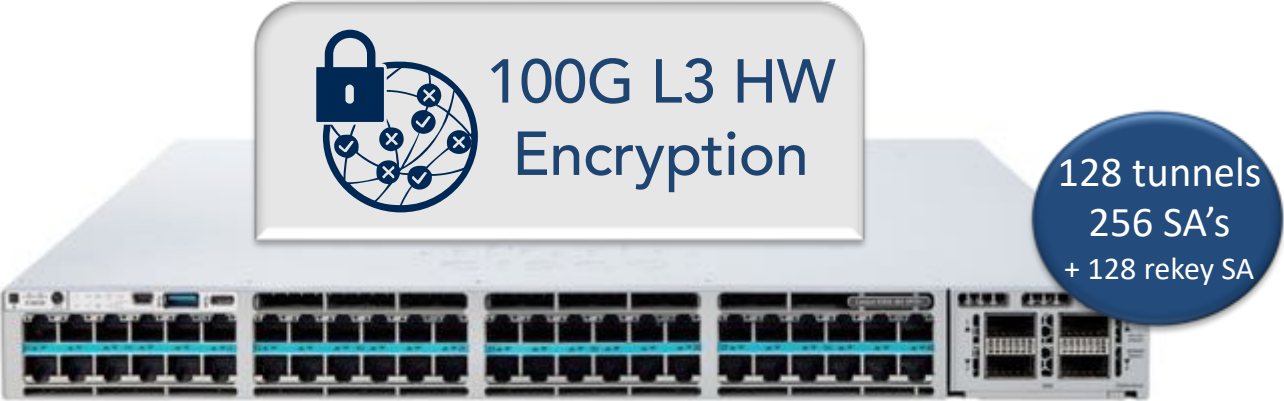 100G L3 HW
Encryption
128 tunnels
256 SA's
+ 128 rekey SA